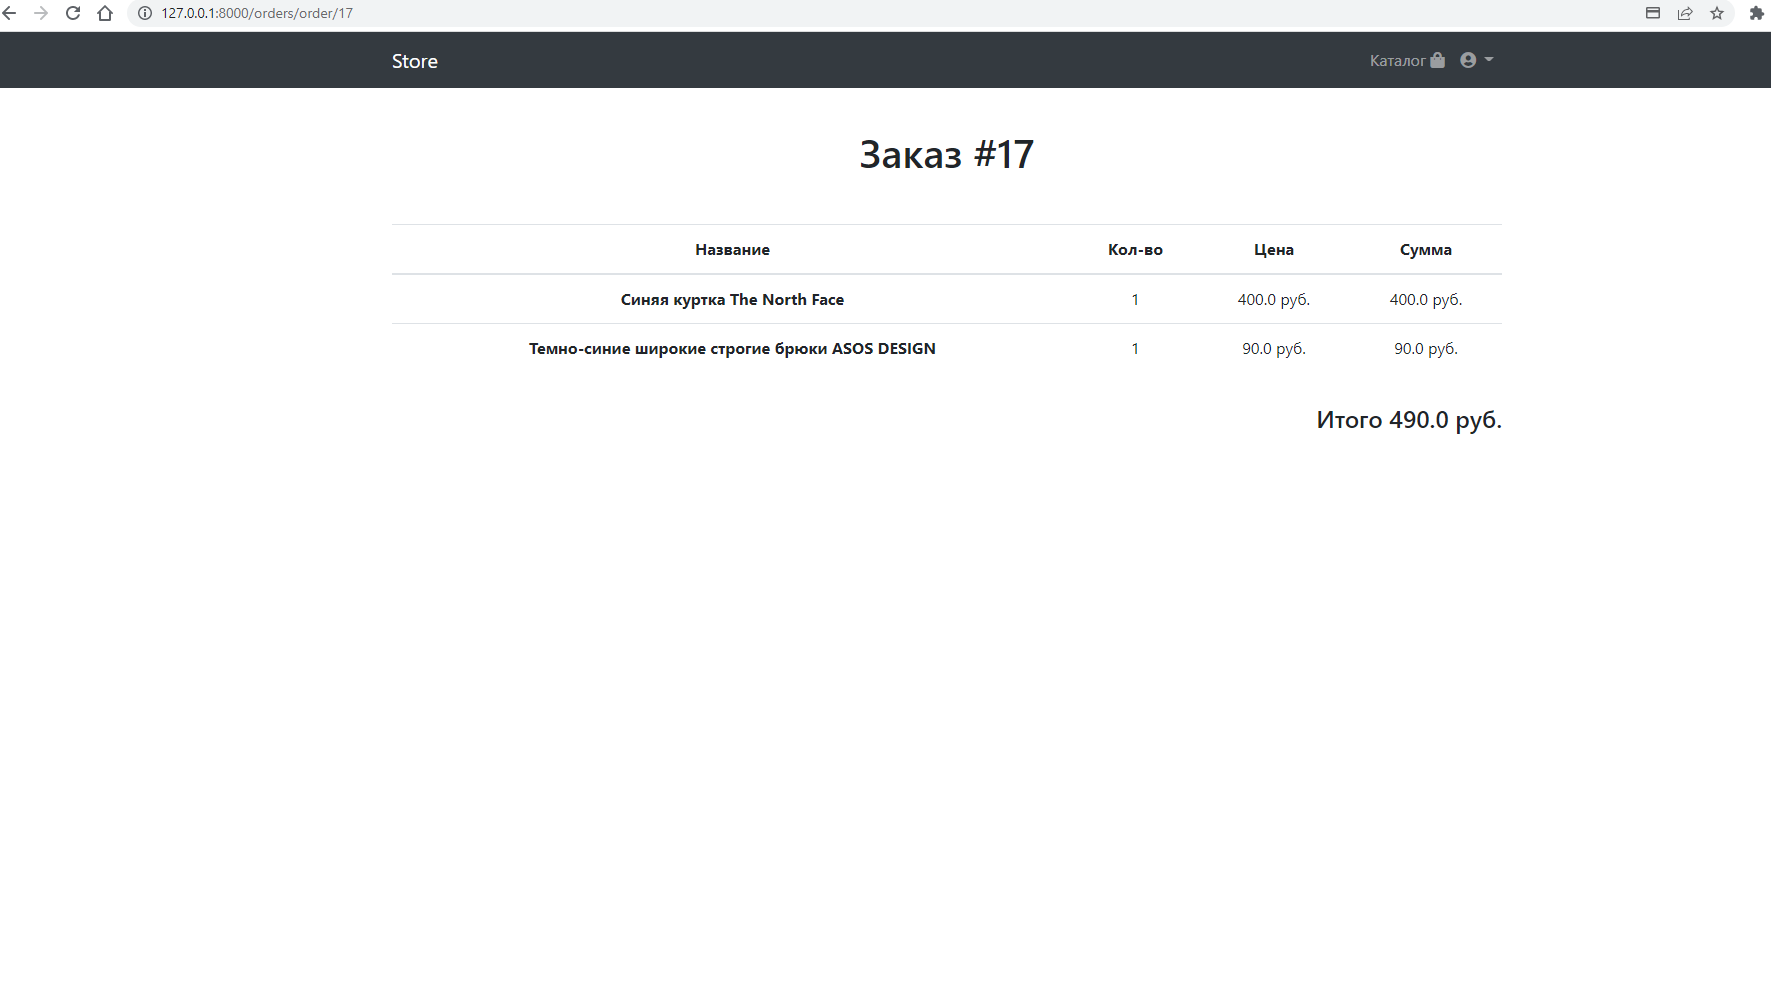 127.0.0.1:8000/orders/order/17
Store Каталог
Заказ #17
Название Кол-во Цена Сумма
Синяя куртка The North Face 1 400.0 руб. 400.0 руб.
Темно-синие широкие строгие брюки ASOS DESIGN 1 90.0 руб. 90.0 руб.
Итого 490.0 руб.